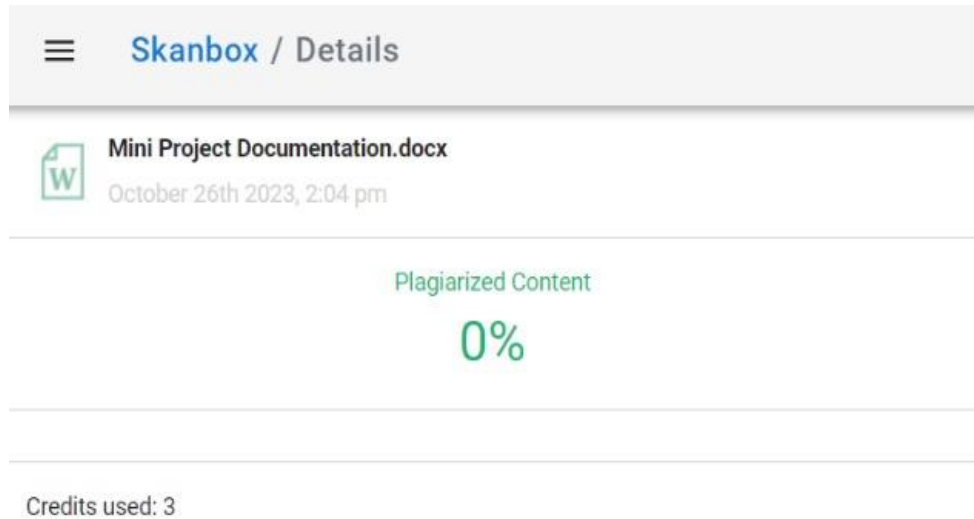 Skanbox / Details
Mini Project Documentation.docx
W
October 26th 2023, 2:04 pm
Plagiarized Content
0%
Credits used: 3